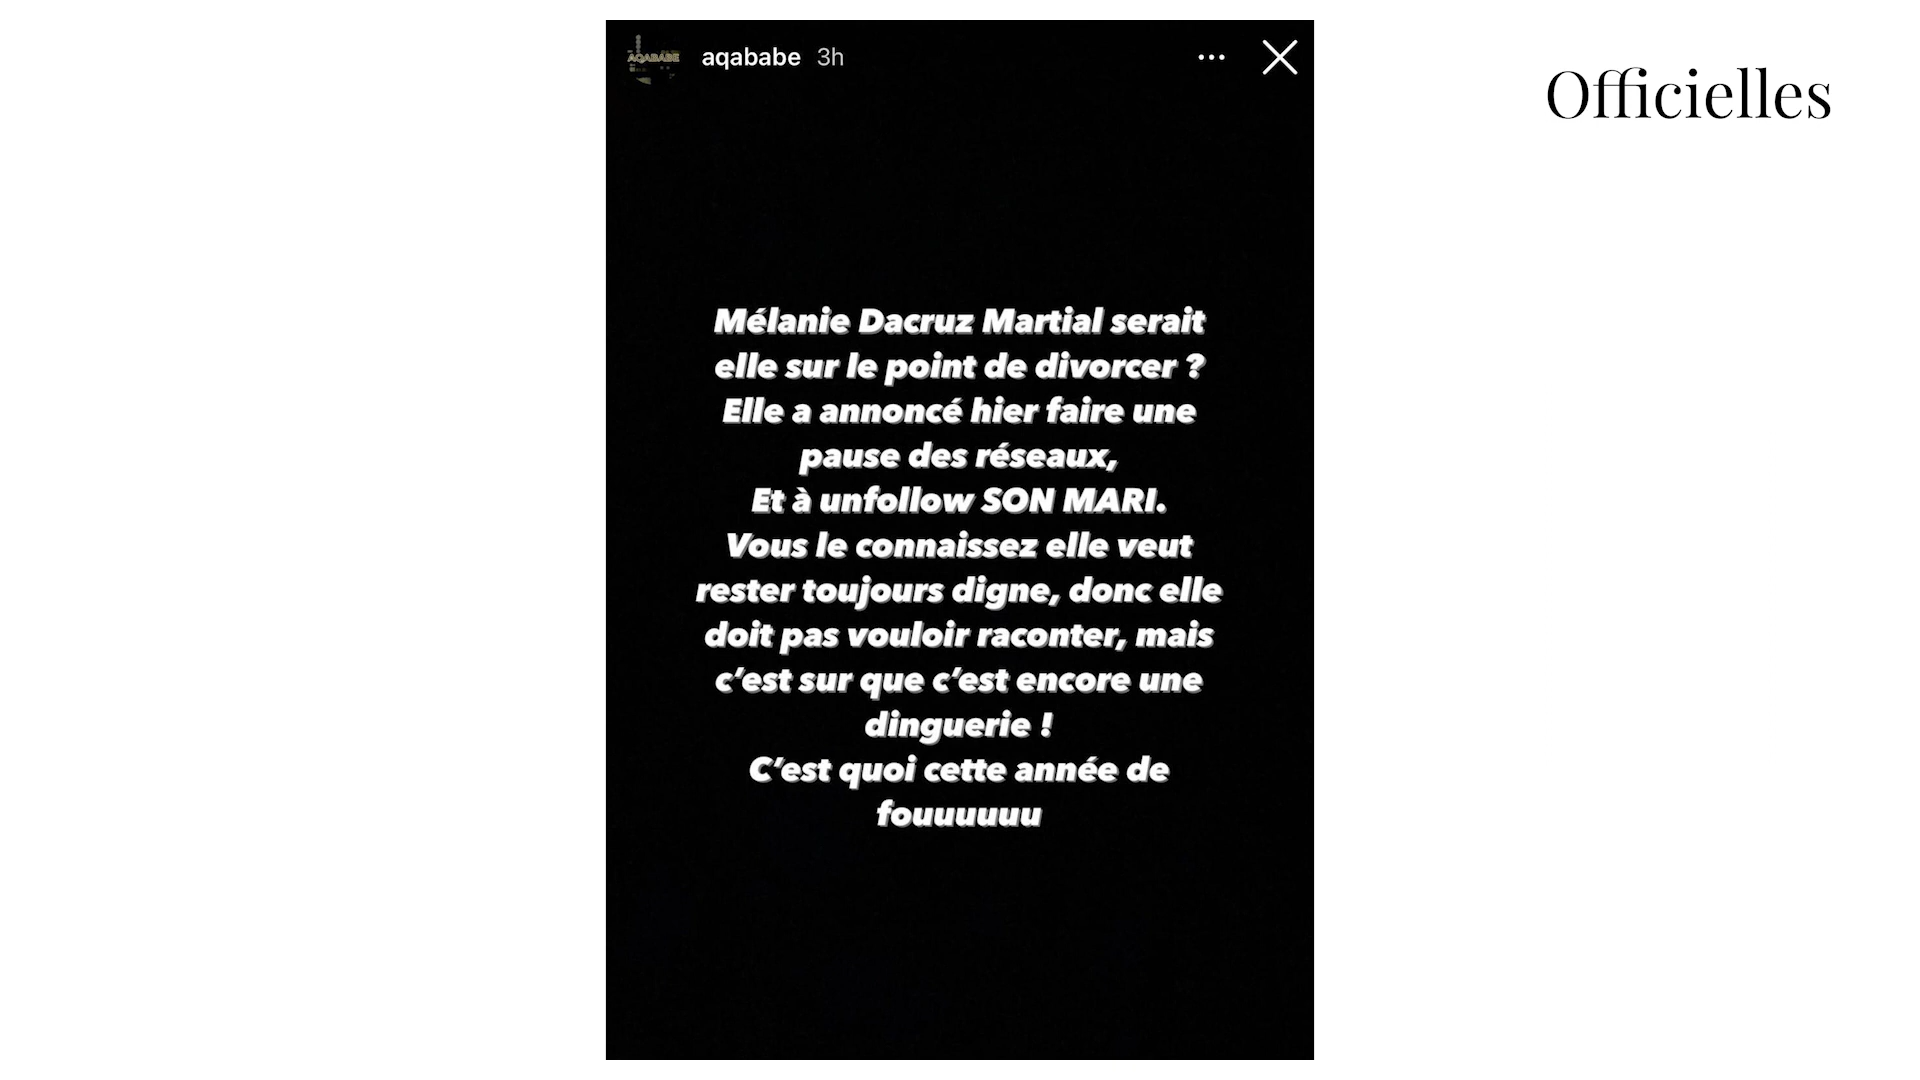 AQABABE
aqababe 3h
Officielles
Mélanie Dacruz Martial serait
elle sur le point de divorcer ?
Elle a annoncé hier faire une
pause des réseaux,
Et à unfollow SON MARI.
Vous le connaissez elle veut
rester toujours digne, donc elle
doit pas vouloir raconter, mais
c’est sur que c’est encore une
dinguerie !
C’est quoi cette année de
fouuuuuu